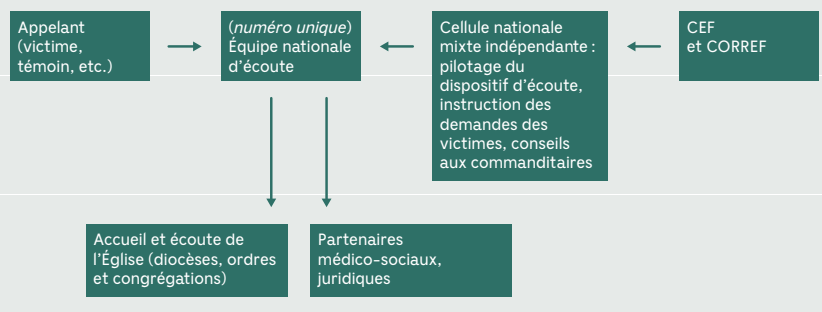 Appelant
(victime,
témoin, etc.)
(numéro unique)
Équipe nationale
d’écoute
Cellule nationale
mixte indépendante :
pilotage du
dispositif d’écoute,
instruction des
demandes des
victimes, conseils
aux commanditaires
CEF
et CORREF
Accueil et écoute de
l’Église (diocèses, ordres
et congrégations)
Partenaires
médico-sociaux,
juridiques